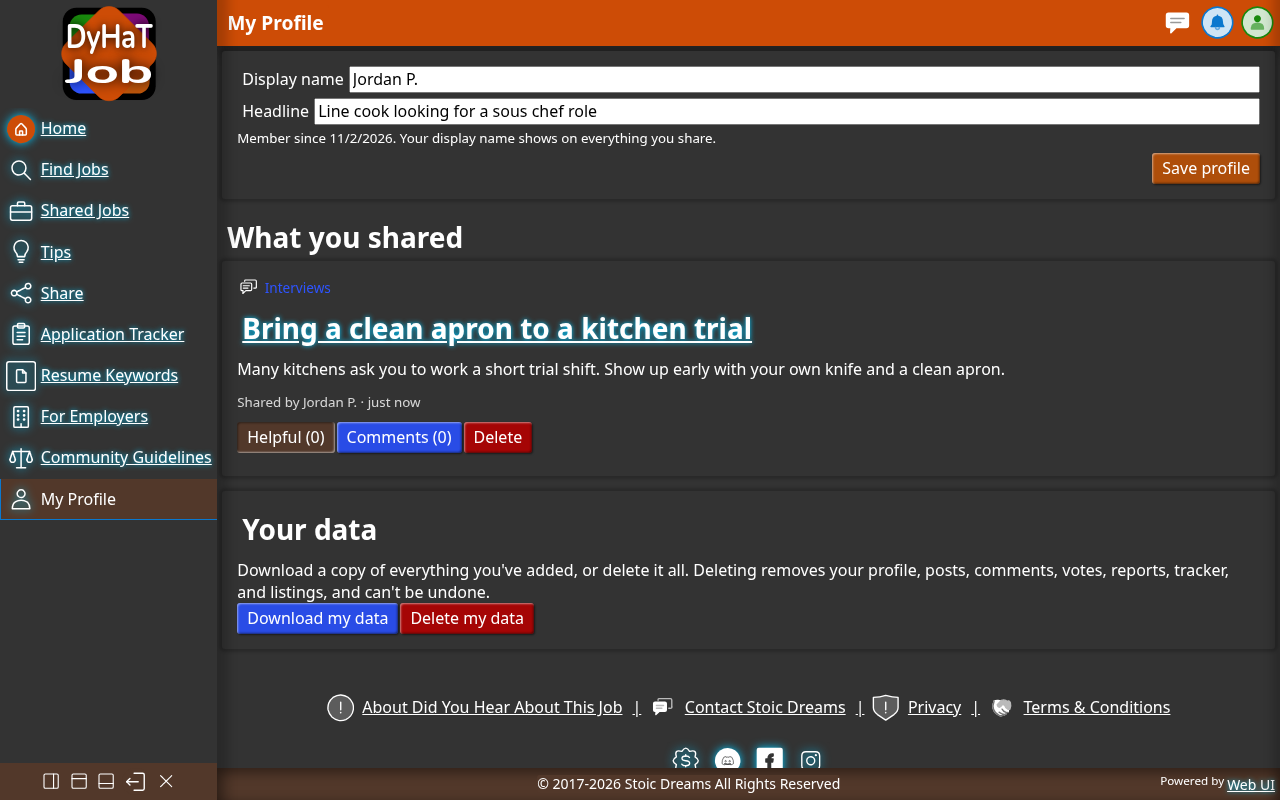 DyHaT
Job
Home
Find Jobs
Shared Jobs
Tips
Share
Application Tracker
Resume Keywords
For Employers
Community Guidelines
My Profile
My Profile
Display name Jordan P.
Headline Line cook looking for a sous chef role
Member since 11/2/2026. Your display name shows on everything you share.
Save profile
What you shared
Interviews
Bring a clean apron to a kitchen trial
Many kitchens ask you to work a short trial shift. Show up early with your own knife and a clean apron.
Shared by Jordan P. · just now
Helpful (0) Comments (0) Delete
Your data
Download a copy of everything you've added, or delete it all. Deleting removes your profile, posts, comments, votes, reports, tracker,
and listings, and can't be undone.
Download my data Delete my data
About Did You Hear About This Job | Contact Stoic Dreams | Privacy | Terms & Conditions
© 2017-2026 Stoic Dreams All Rights Reserved
Powered by Web UI